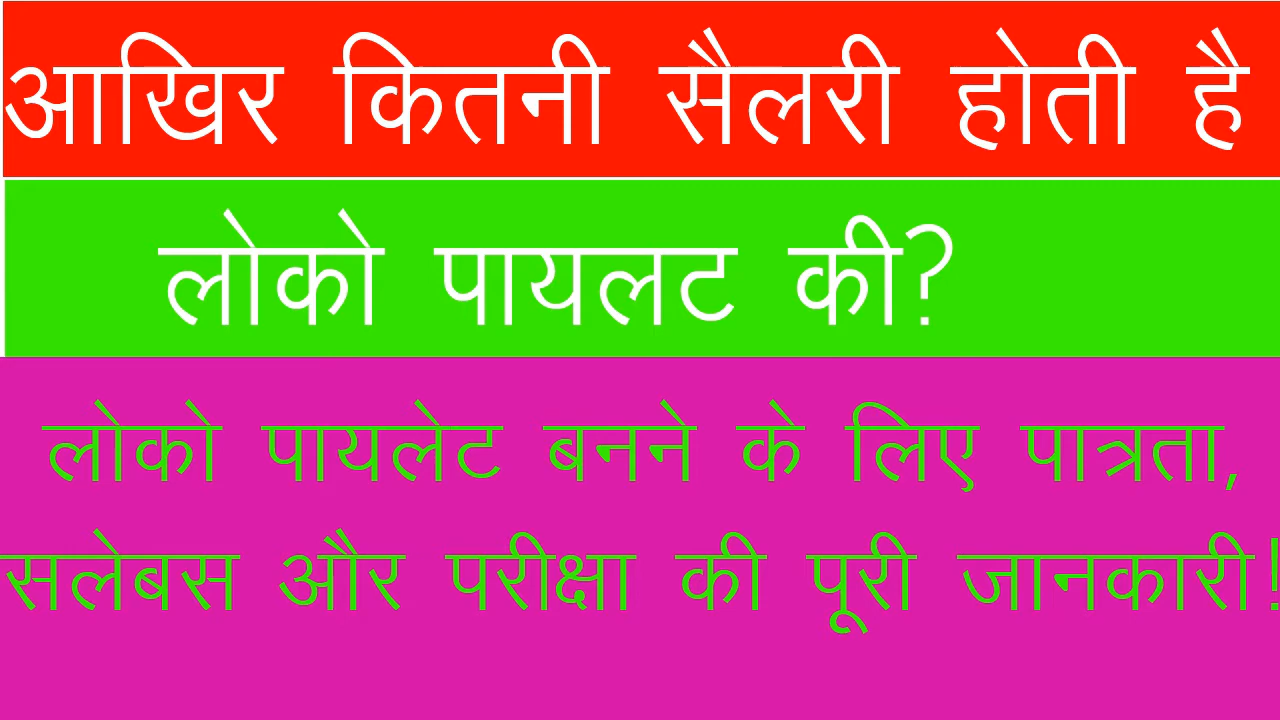 आखिर कितनी सैलरी होती है
लोको पायलट की?
लोको पायलेट बनने के लिए पात्रता,
सलेबस और परीक्षा की पूरी जानकारी!